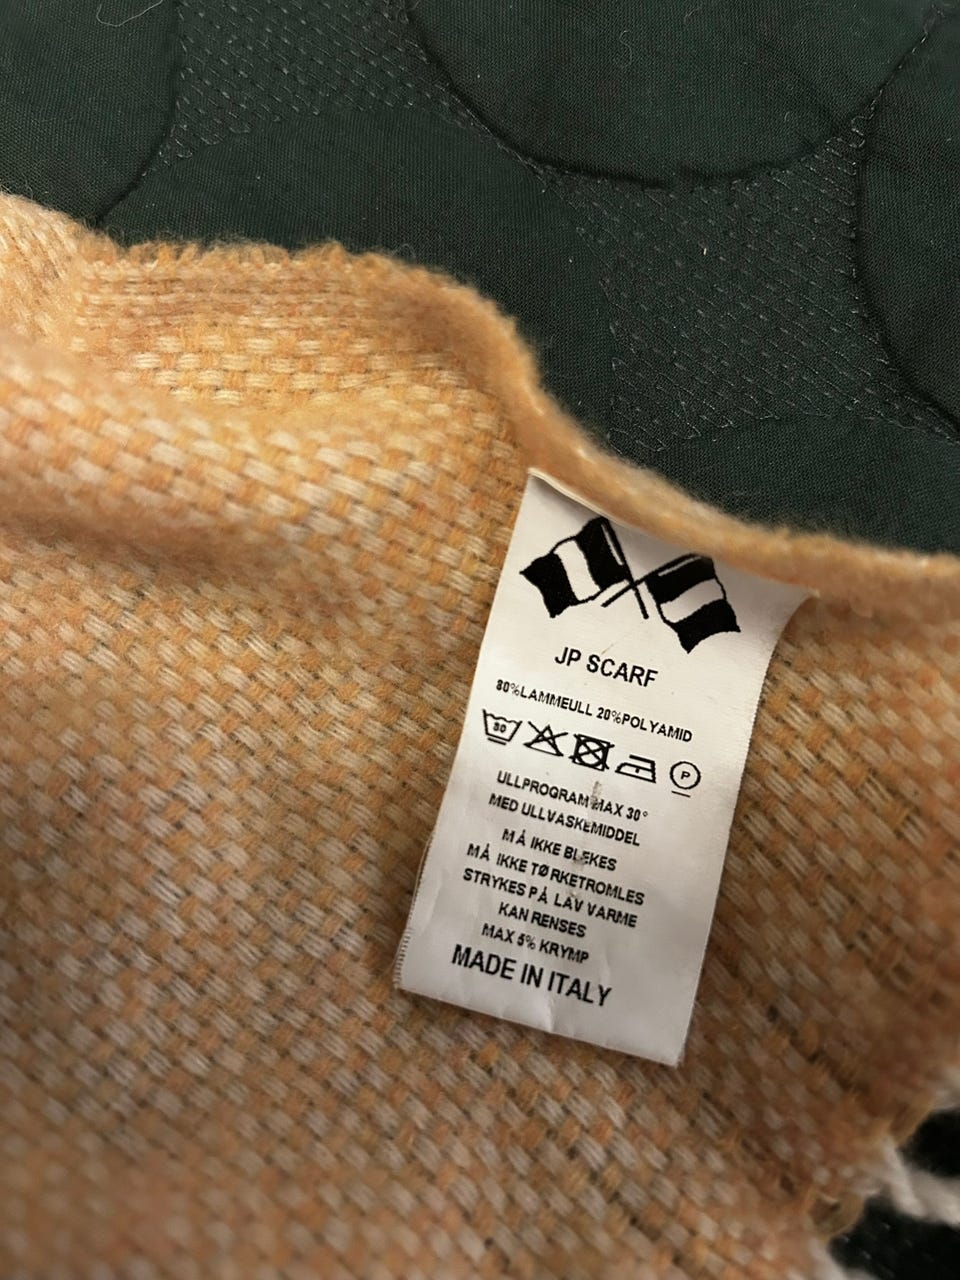 JP SCARF
80%LAMMEULL 20%POLYAMID
30 P
ULLPROGRAM MAX 30°
MED ULLVASKEMIDDEL
MÅ IKKE BLEKES
MÅ IKKE TØRKETROMLES
STRYKES PÅ LAV VARME
KAN RENSES
MAX 5% KRYMP
MADE IN ITALY